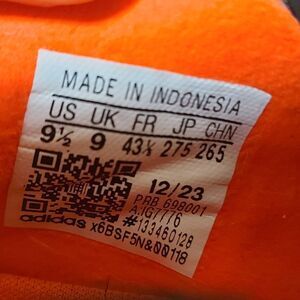 MADE IN INDONESIA
US UK FR JP CHN
9½ 9 43⅓ 275 265
12/23
PRB 698001
AIG7776
#133460128
adidas x6BSF5N&00118